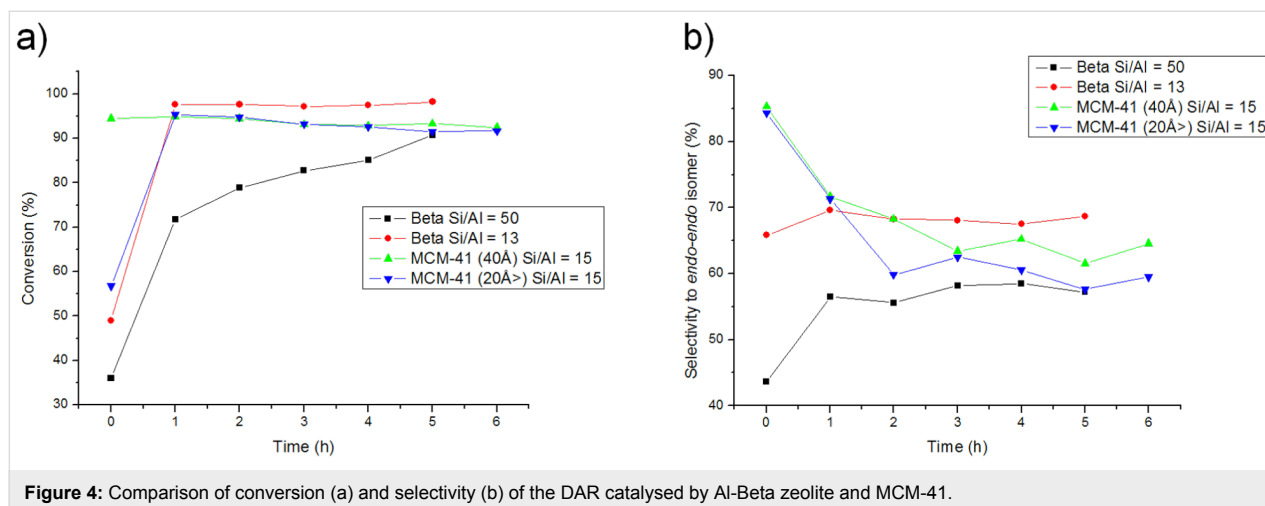 a)
100
90
80
70
60
50
40
30
Conversion (%)
0 1 2 3 4 5 6
Time (h)
Beta Si/Al = 50
Beta Si/Al = 13
MCM-41 (40Å) Si/Al = 15
MCM-41 (20Å>) Si/Al = 15
b)
90
80
70
60
50
40
Selectivity to endo-endo isomer (%)
0 1 2 3 4 5 6
Time (h)
Beta Si/Al = 50
Beta Si/Al = 13
MCM-41 (40Å) Si/Al = 15
MCM-41 (20Å>) Si/Al = 15
Figure 4: Comparison of conversion (a) and selectivity (b) of the DAR catalysed by Al-Beta zeolite and MCM-41.